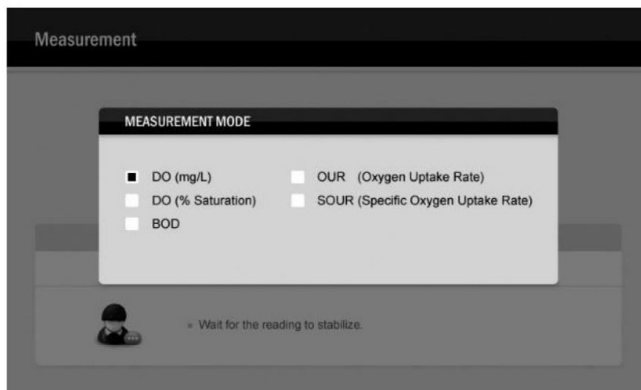 Measurement
MEASUREMENT MODE
DO (mg/L)
DO (% Saturation)
BOD
OUR (Oxygen Uptake Rate)
SOUR (Specific Oxygen Uptake Rate)
» Wait for the reading to stabilize.